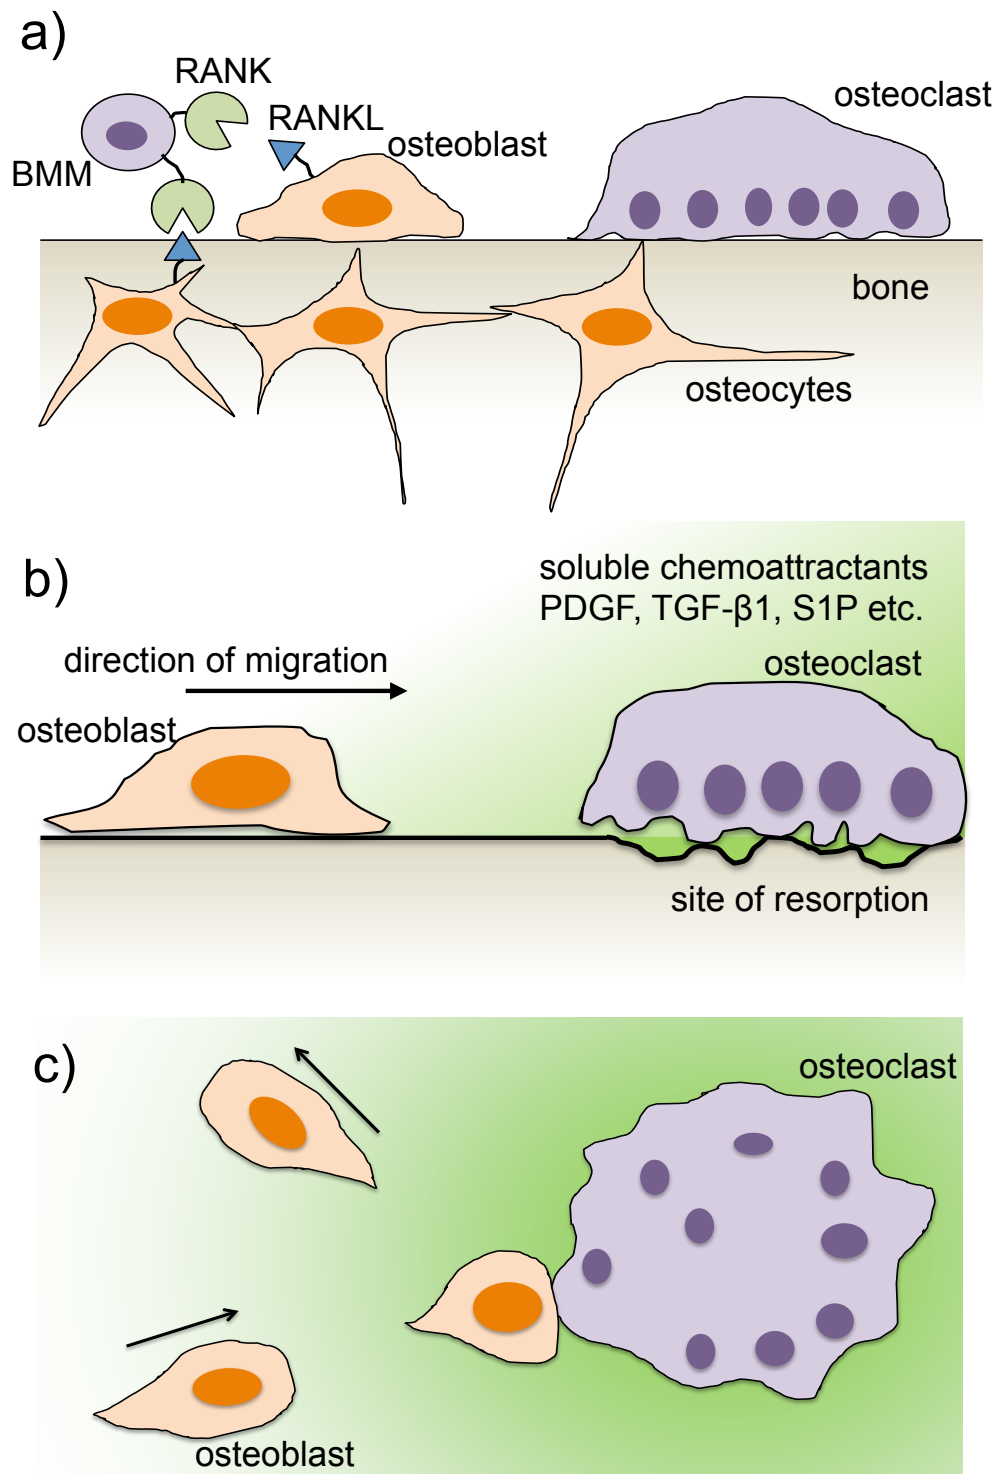 a)
RANK
RANKL
BMM
osteoblast
osteoclast
bone
osteocytes
b)
soluble chemoattractants
PDGF, TGF-β1, S1P etc.
direction of migration
osteoclast
osteoblast
site of resorption
c)
osteoclast
osteoblast